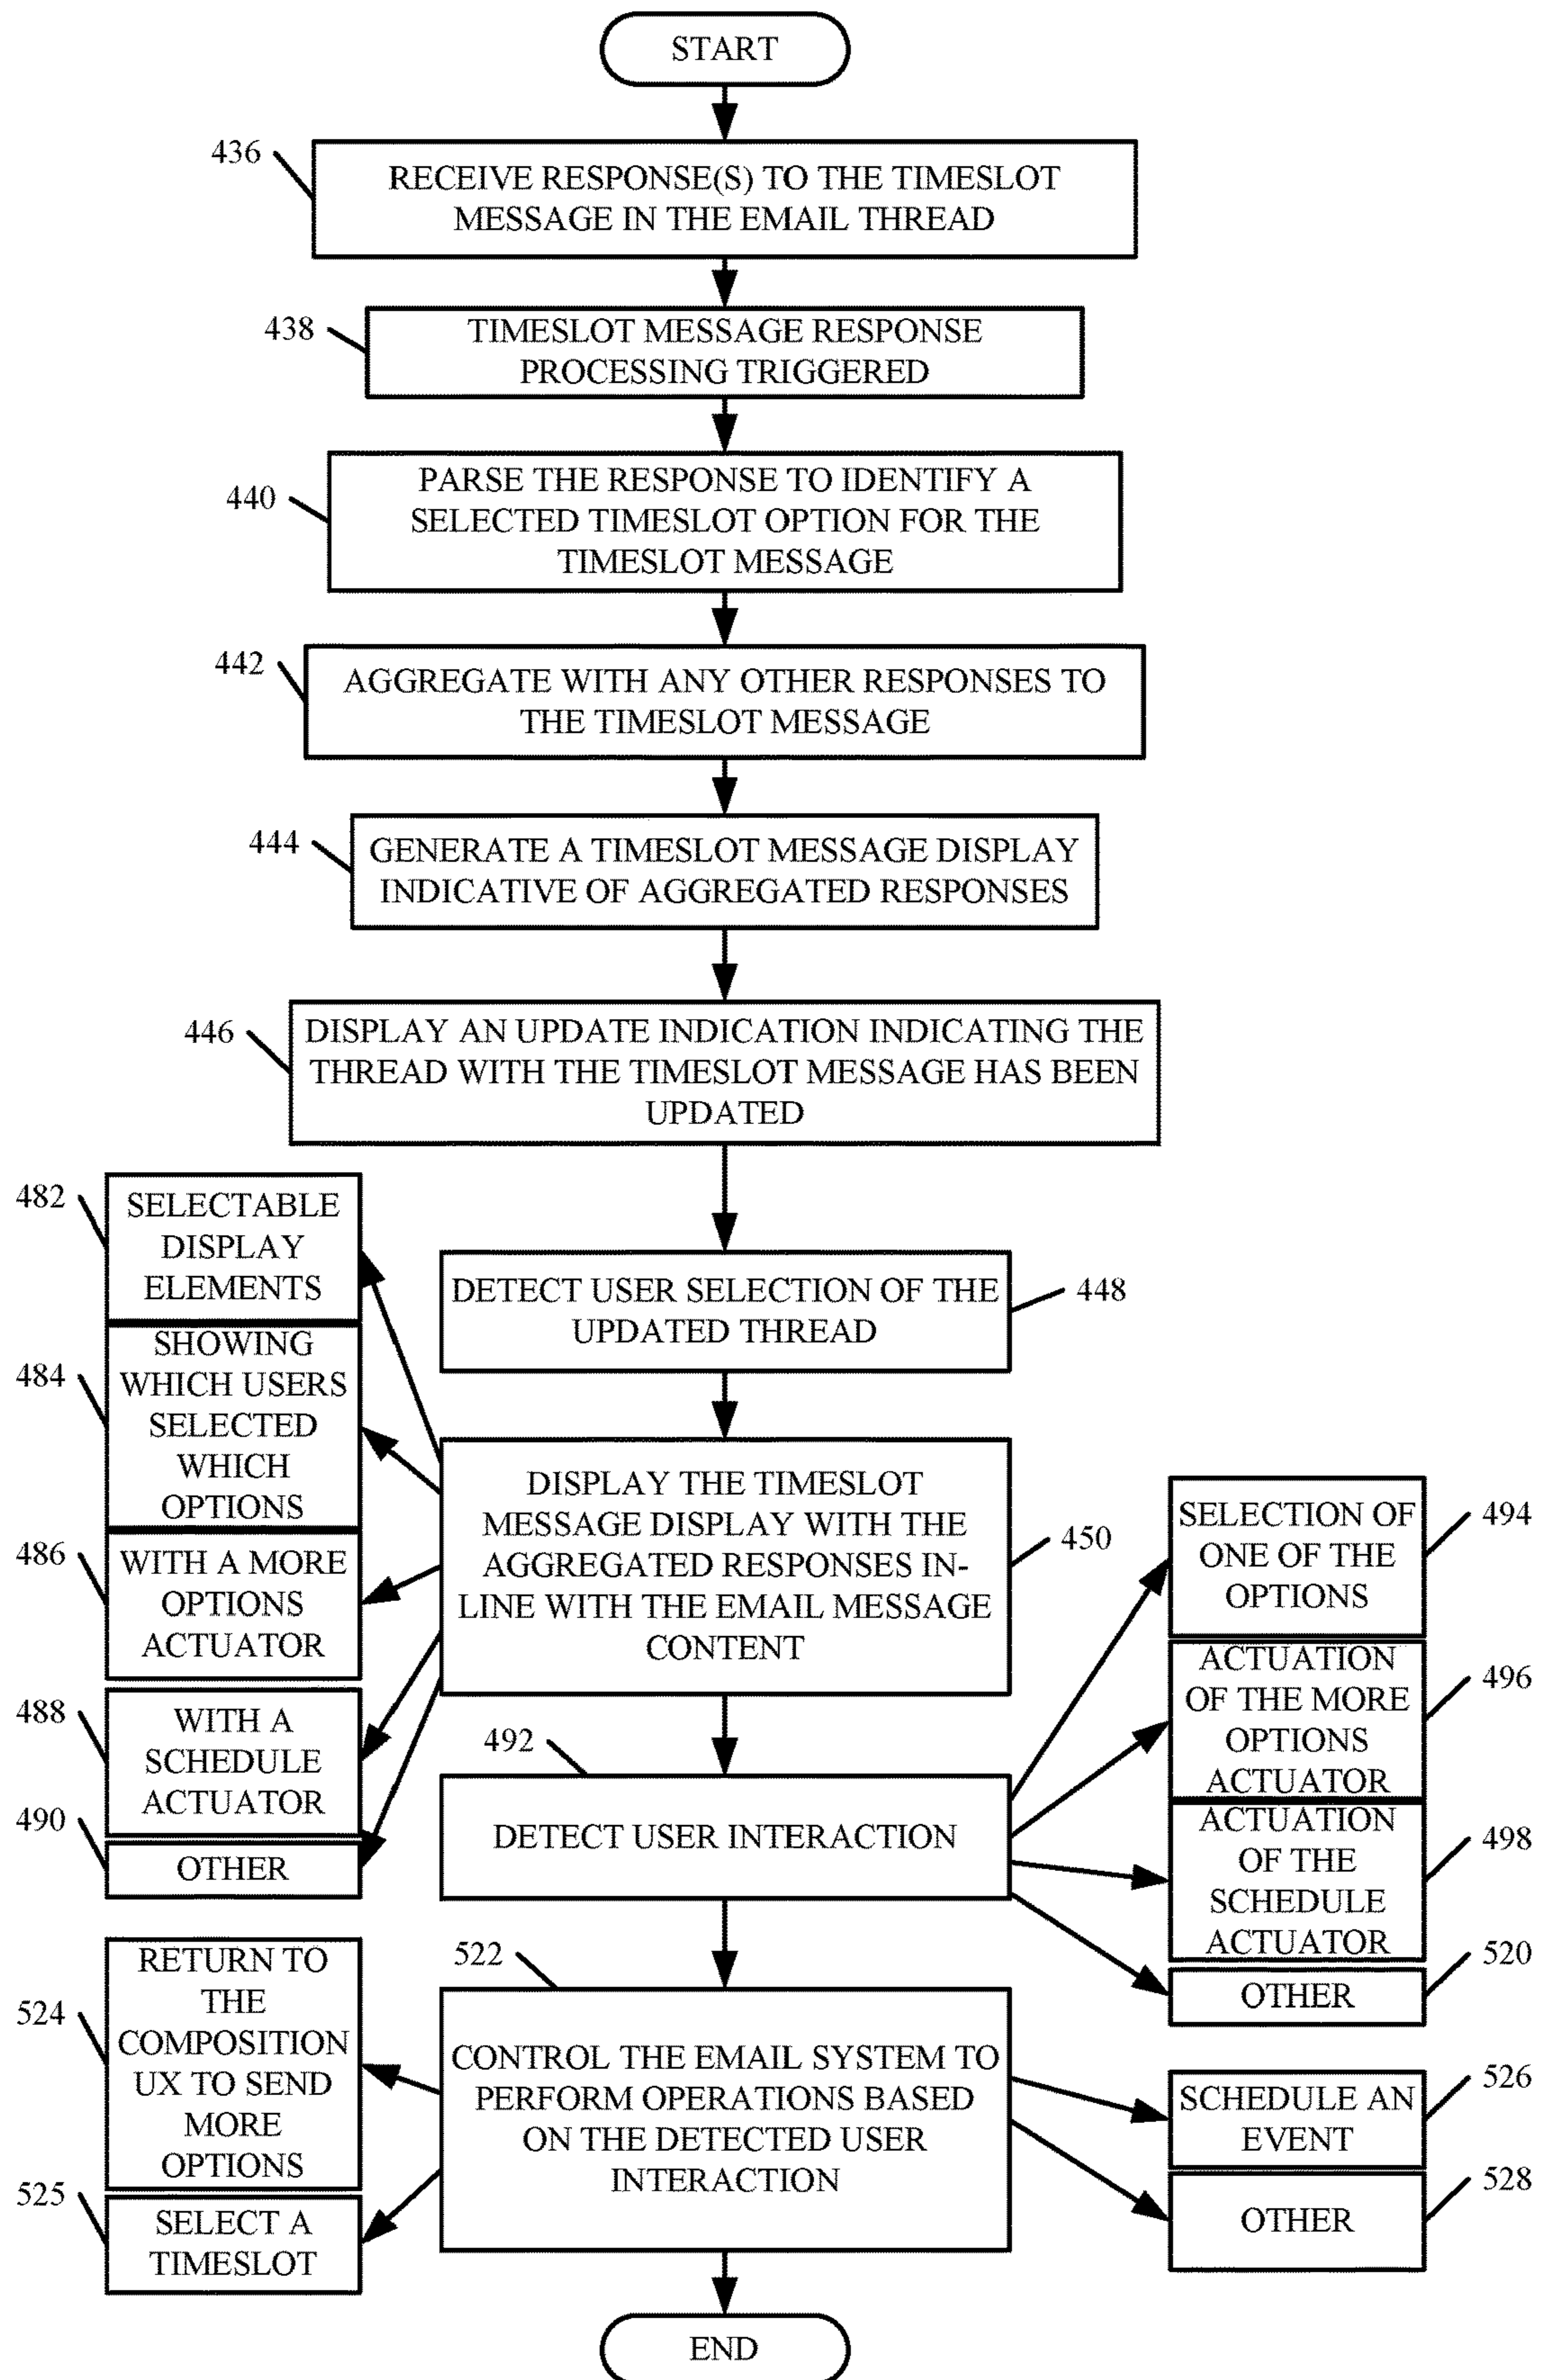 START
436
RECEIVE RESPONSE(S) TO THE TIMESLOT
MESSAGE IN THE EMAIL THREAD
438
TIMESLOT MESSAGE RESPONSE
PROCESSING TRIGGERED
440
PARSE THE RESPONSE TO IDENTIFY A
SELECTED TIMESLOT OPTION FOR THE
TIMESLOT MESSAGE
442
AGGREGATE WITH ANY OTHER RESPONSES TO
THE TIMESLOT MESSAGE
444
GENERATE A TIMESLOT MESSAGE DISPLAY
INDICATIVE OF AGGREGATED RESPONSES
446
DISPLAY AN UPDATE INDICATION INDICATING THE
THREAD WITH THE TIMESLOT MESSAGE HAS BEEN
UPDATED
448
DETECT USER SELECTION OF THE
UPDATED THREAD
450
DISPLAY THE TIMESLOT
MESSAGE DISPLAY WITH THE
AGGREGATED RESPONSES IN-
LINE WITH THE EMAIL MESSAGE
CONTENT
482
SELECTABLE
DISPLAY
ELEMENTS
484
SHOWING
WHICH USERS
SELECTED
WHICH
OPTIONS
486
WITH A MORE
OPTIONS
ACTUATOR
488
WITH A
SCHEDULE
ACTUATOR
490
OTHER
492
DETECT USER INTERACTION
494
SELECTION OF
ONE OF THE
OPTIONS
496
ACTUATION
OF THE MORE
OPTIONS
ACTUATOR
498
ACTUATION
OF THE
SCHEDULE
ACTUATOR
520
OTHER
522
CONTROL THE EMAIL SYSTEM TO
PERFORM OPERATIONS BASED
ON THE DETECTED USER
INTERACTION
524
RETURN TO
THE
COMPOSITION
UX TO SEND
MORE
OPTIONS
525
SELECT A
TIMESLOT
526
SCHEDULE AN
EVENT
528
OTHER
END